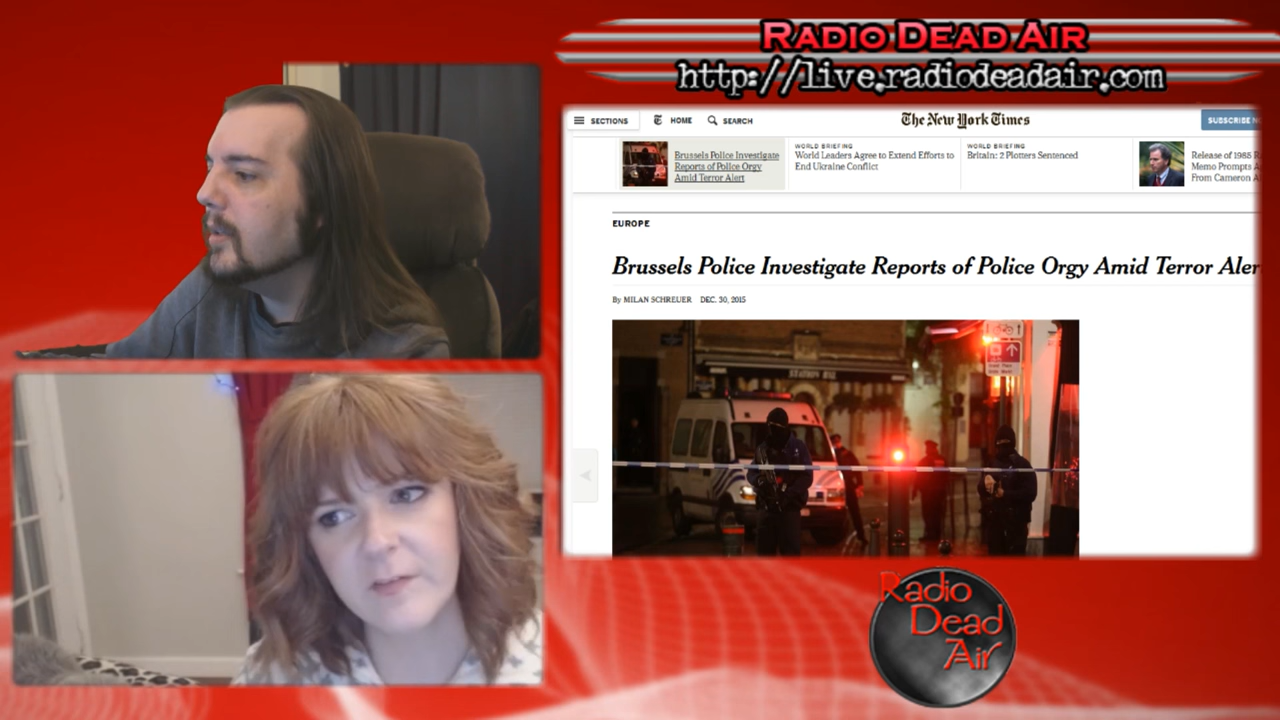 Radio Dead Air
http://live.radiodeadair.com
SECTIONS
HOME
SEARCH
The New York Times
SUBSCRIBE
Brussels Police Investigate
Reports of Police Orgy
Amid Terror Alert
WORLD BRIEFING
World Leaders Agree to Extend Efforts to
End Ukraine Conflict
WORLD BRIEFING
Britain: 2 Plotters Sentenced
Release of 1985
Memo Prompts
From Cameron
EUROPE
Brussels Police Investigate Reports of Police Orgy Amid Terror Aler
By MILAN SCHREUER DEC. 30, 2015
Radio
Dead
Air